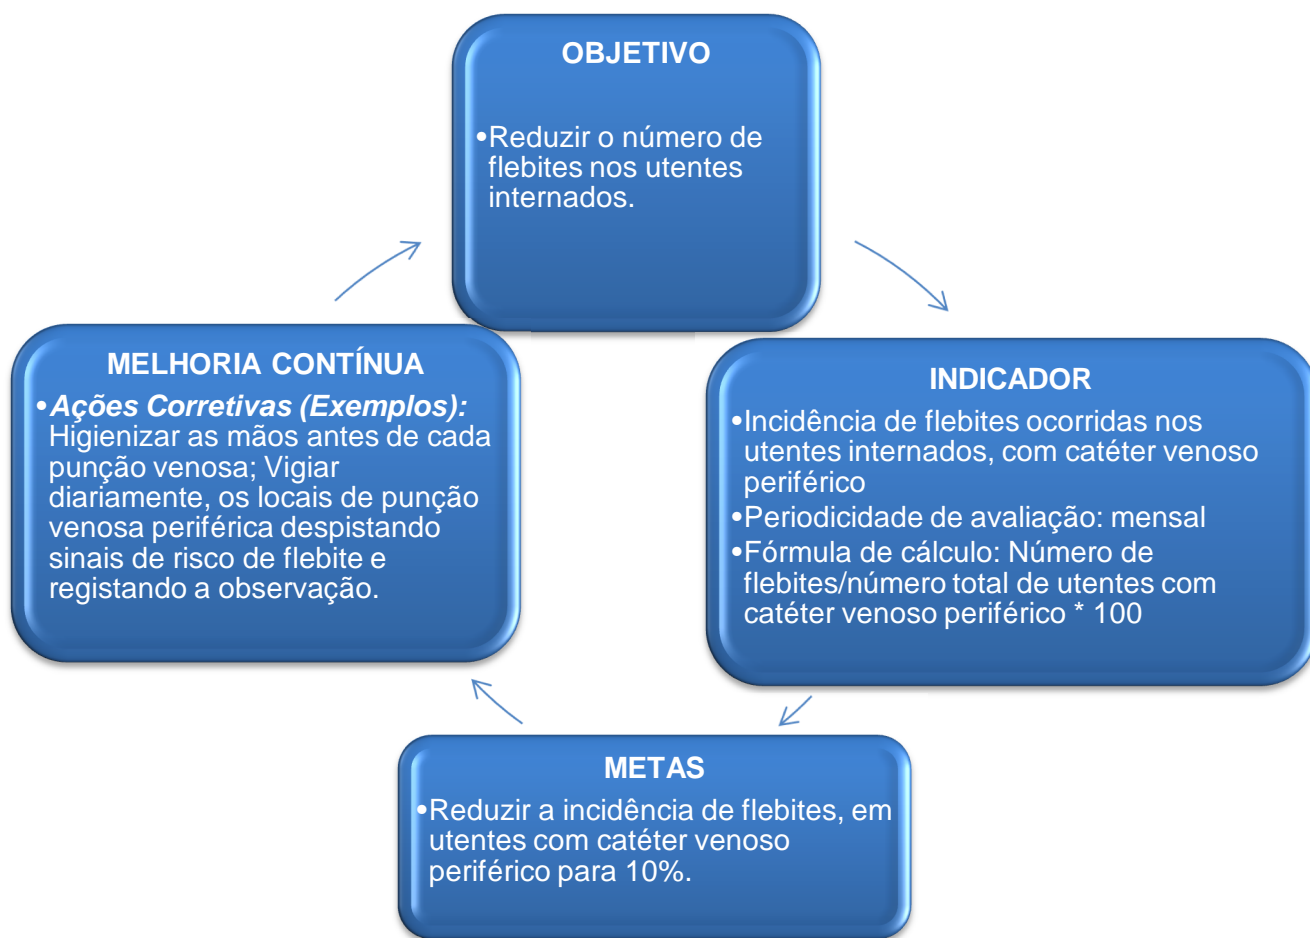 OBJETIVO
•Reduzir o número de
flebites nos utentes
internados.
INDICADOR
•Incidência de flebites ocorridas nos
utentes internados, com catéter venoso
periférico
•Periodicidade de avaliação: mensal
•Fórmula de cálculo: Número de
flebites/número total de utentes com
catéter venoso periférico * 100
METAS
•Reduzir a incidência de flebites, em
utentes com catéter venoso
periférico para 10%.
MELHORIA CONTÍNUA
•Ações Corretivas (Exemplos):
Higienizar as mãos antes de cada
punção venosa; Vigiar
diariamente, os locais de punção
venosa periférica despistando
sinais de risco de flebite e
registando a observação.